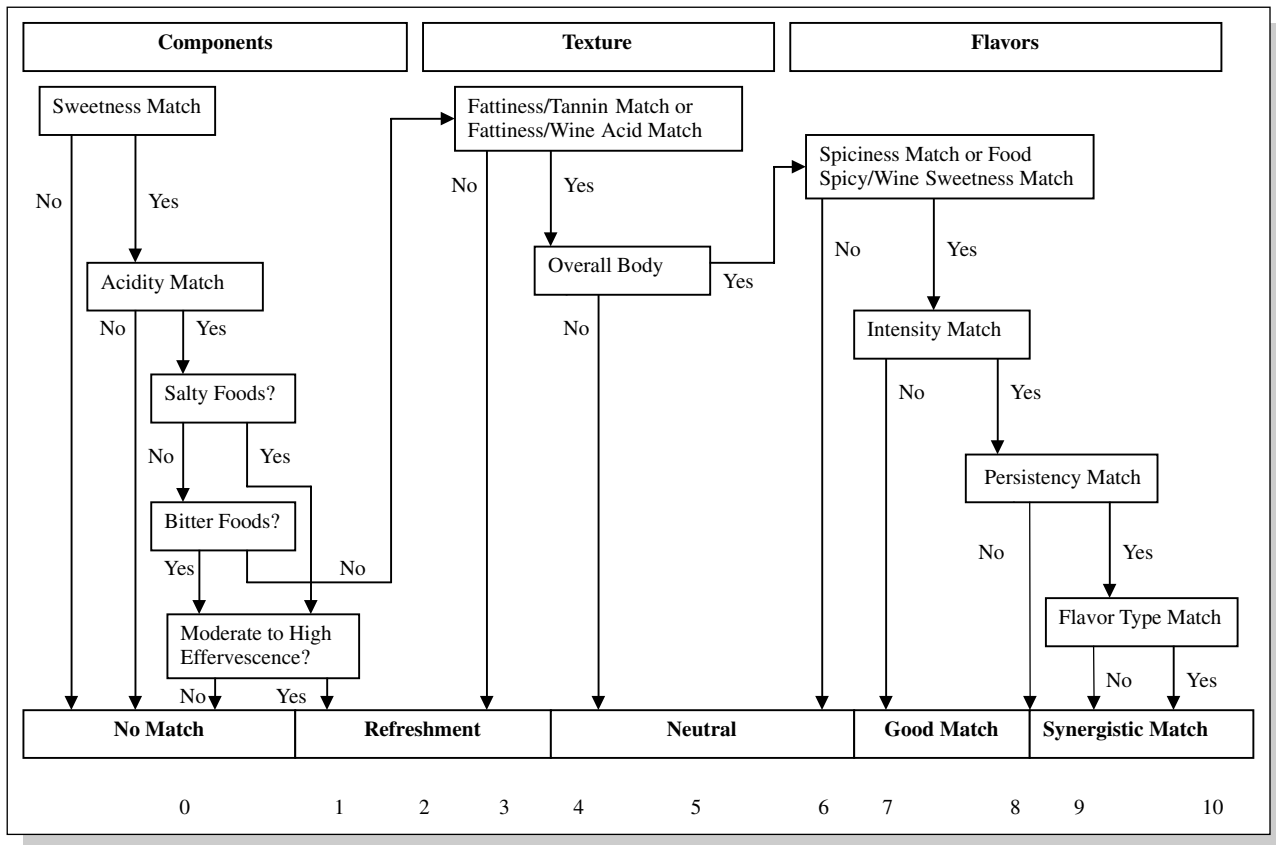 Components
Texture
Flavors
Sweetness Match
Fattiness/Tannin Match or
Fattiness/Wine Acid Match
Spiciness Match or Food
Spicy/Wine Sweetness Match
No
Yes
No
Yes
Acidity Match
Overall Body
No
Yes
Yes
No
Yes
No
Intensity Match
Salty Foods?
No
Yes
No
Yes
Persistency Match
Bitter Foods?
Yes
No
No
Yes
Moderate to High
Effervescence?
Flavor Type Match
No
Yes
No
Yes
No Match
Refreshment
Neutral
Good Match
Synergistic Match
0 1 2 3 4 5 6 7 8 9 10